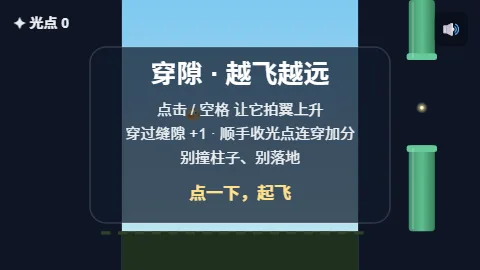 ✦ 光点 0
穿隙 · 越飞越远
点击 / 空格 让它拍翼上升
穿过缝隙 +1 · 顺手收光点连穿加分
别撞柱子、别落地
点一下，起飞